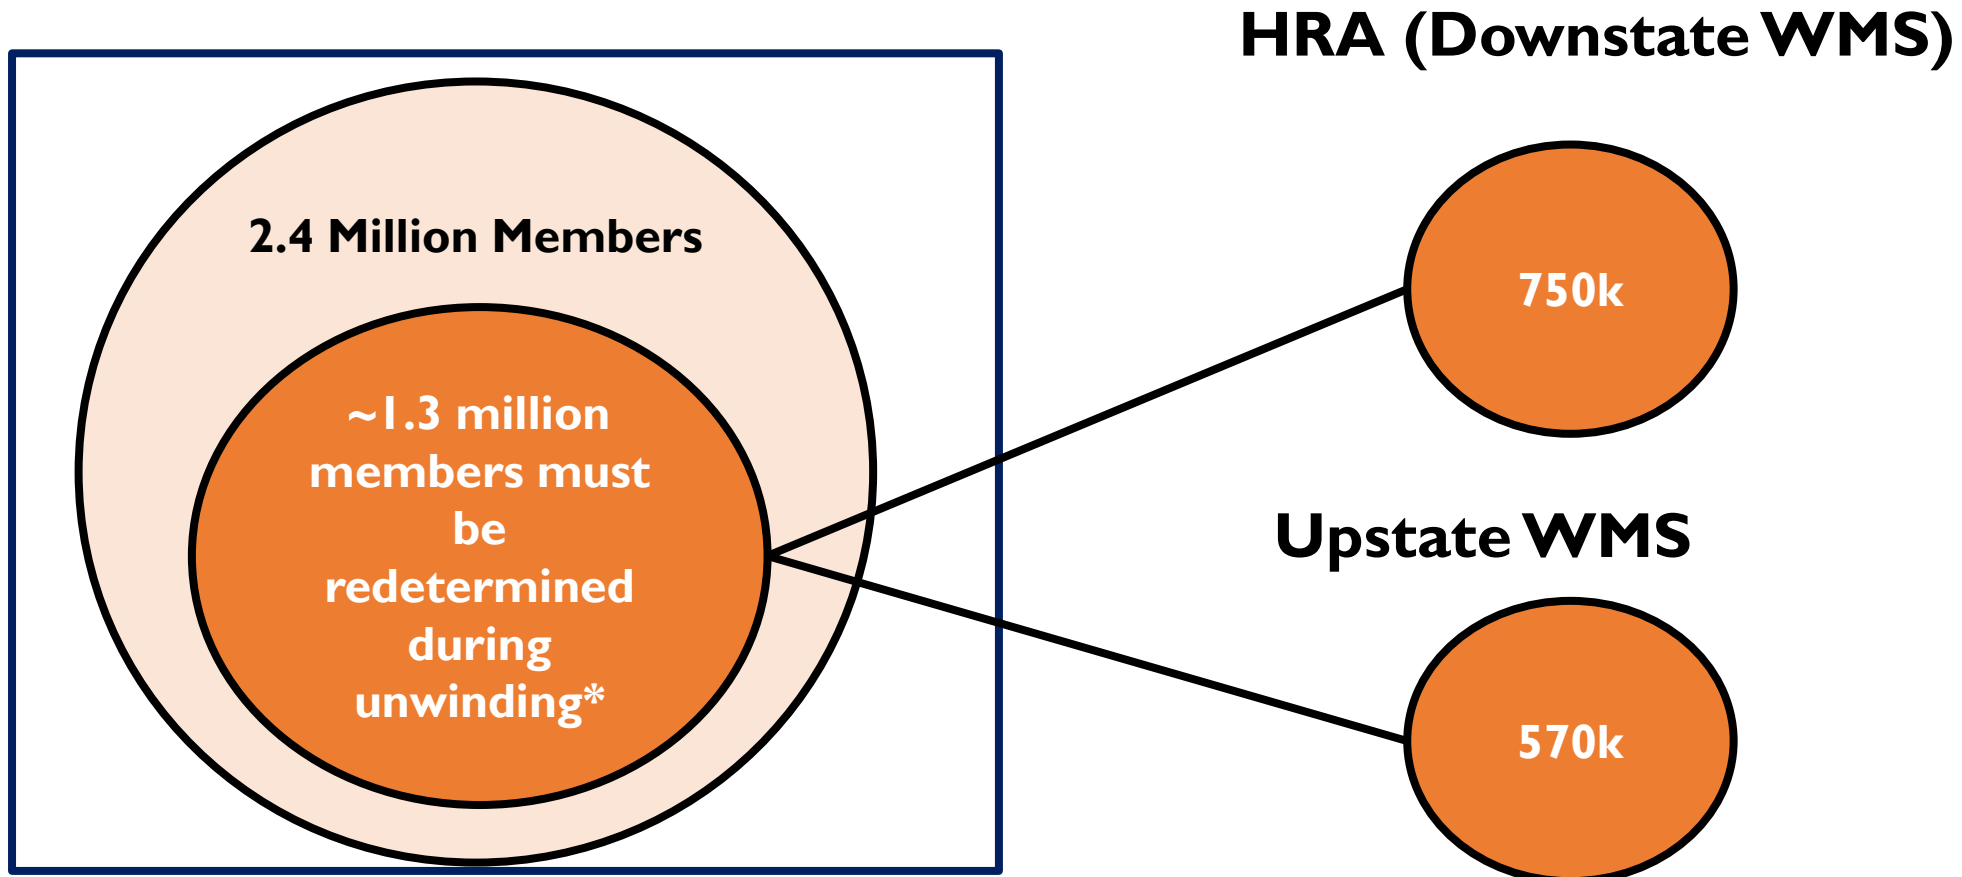 HRA (Downstate WMS)
2.4 Million Members
~1.3 million
members must
be
redetermined
during
unwinding*
750k
Upstate WMS
570k